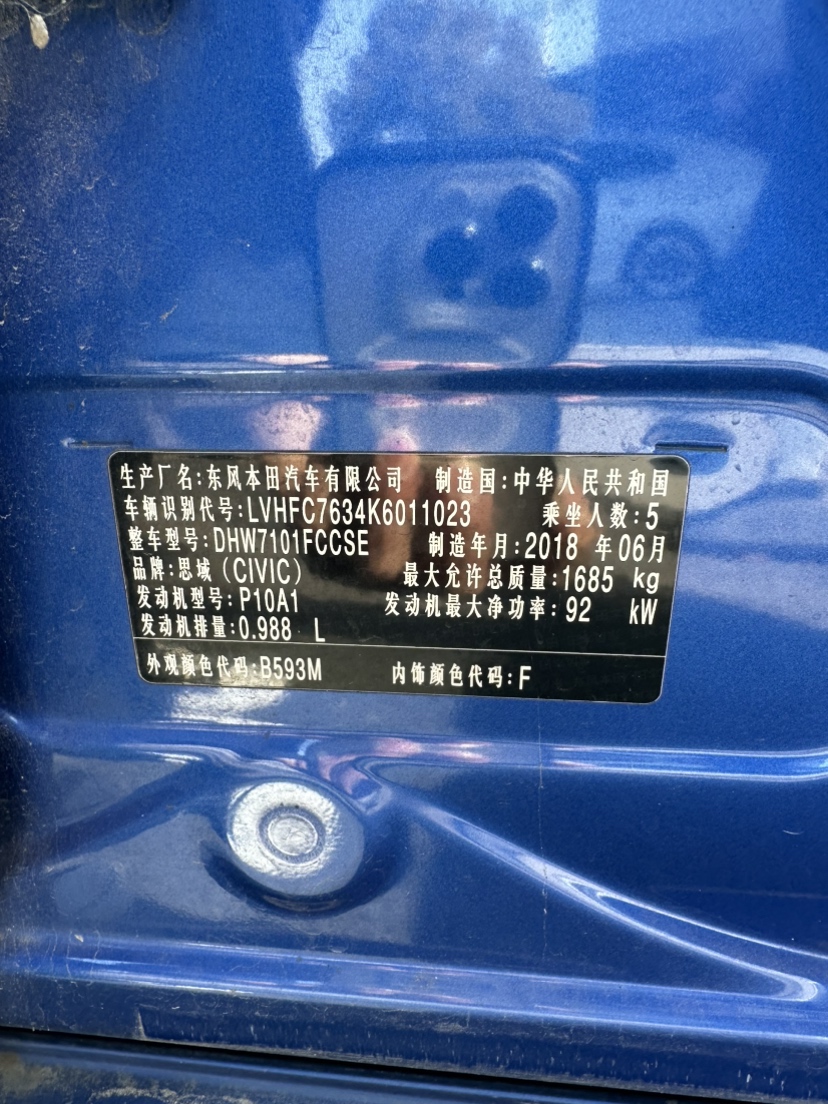 生产厂名:东风本田汽车有限公司 制造国:中华人民共和国
车辆识别代号:LVHFC7634K6011023 乘坐人数:5
整车型号:DHW7101FCCSE 制造年月:2018 年06月
品牌:思域(CIVIC) 最大允许总质量:1685 kg
发动机型号:P10A1 发动机最大净功率:92 kW
发动机排量:0.988 L
外观颜色代码:B593M 内饰颜色代码:F